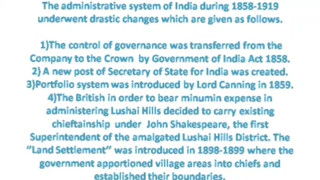 The administrative system of India during 1858-1919
underwent drastic changes which are given as follows.
1)The control of governance was transferred from the
Company to the Crown by Government of India Act 1858.
2) A new post of Secretary of State for India was created.
3)Portfolio system was introduced by Lord Canning in 1859.
4)The British in order to bear minumin expense in
administering Lushai Hills decided to carry existing
chieftainship under John Shakespeare, the first
Superintendent of the amalgated Lushai Hills District. The
"Land Settlement" was introduced in 1898-1899 where the
government apportioned village areas into chiefs and
established their boundaries.